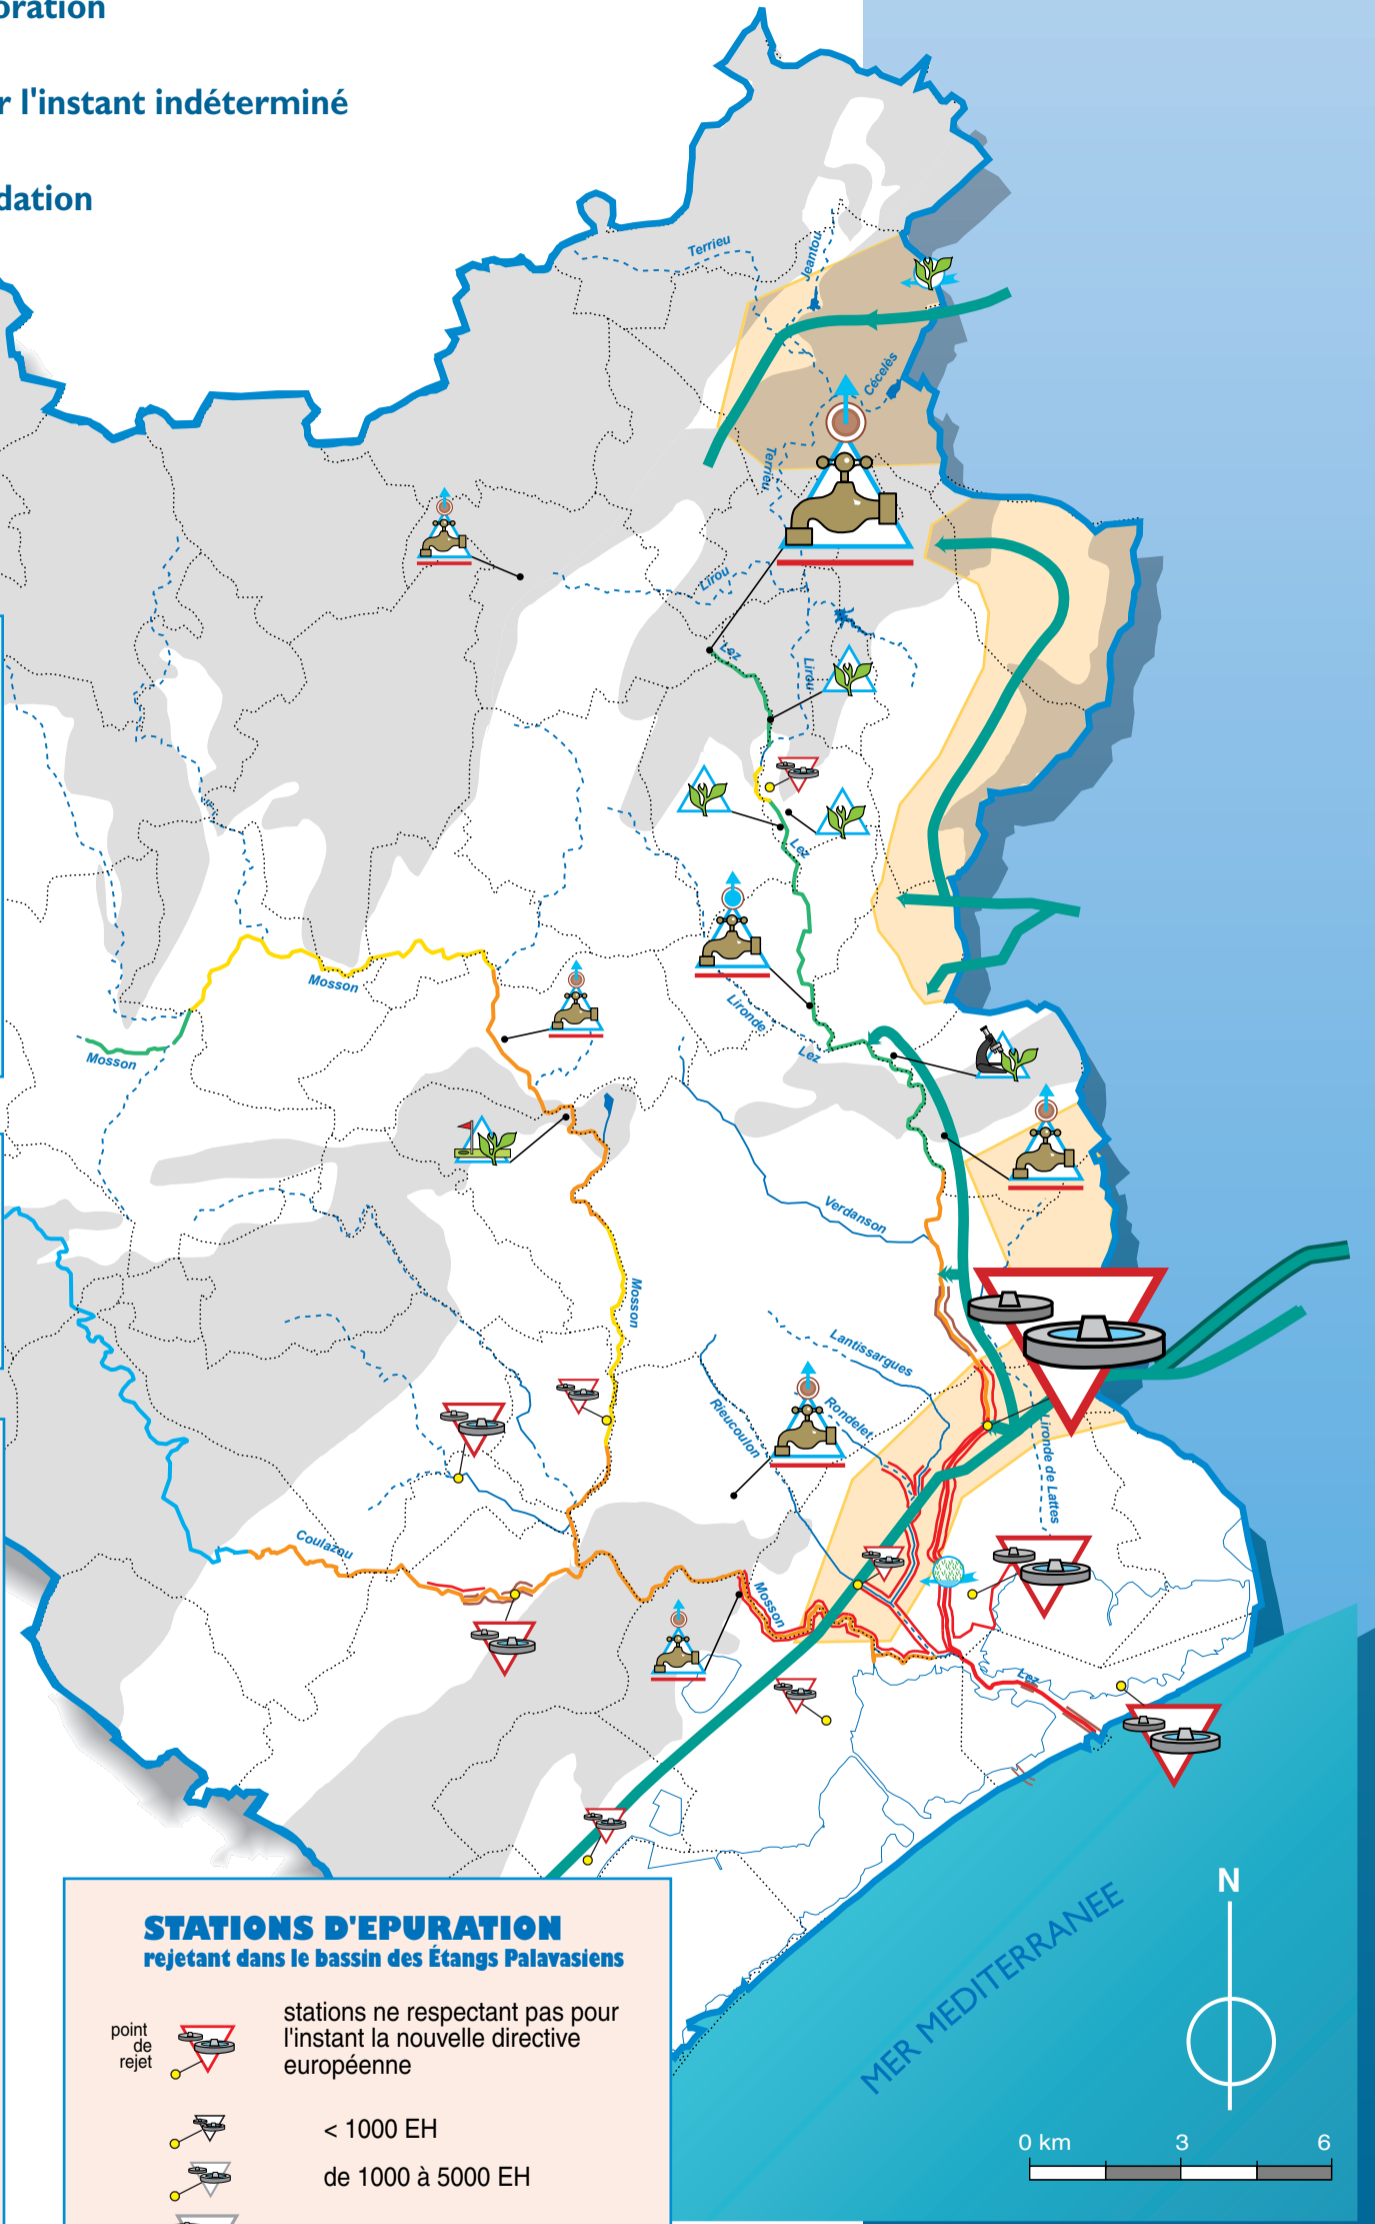 oration
r l'instant indéterminé
dation
Terrieu
Jeantou
Cécelès
Terrieu
Lirou
Lez
Lirou
Lez
Mosson
Lironde
Lez
Mosson
Verdanson
Mosson
Lantissargues
Rondelet
Rieucoulon
Lironde de Lattes
Coulazou
Mosson
Lez
MER MEDITERRANEE
N
0 km 3 6
STATIONS D'EPURATION
rejetant dans le bassin des Étangs Palavasiens
point
de
rejet
stations ne respectant pas pour
l'instant la nouvelle directive
européenne
< 1000 EH
de 1000 à 5000 EH